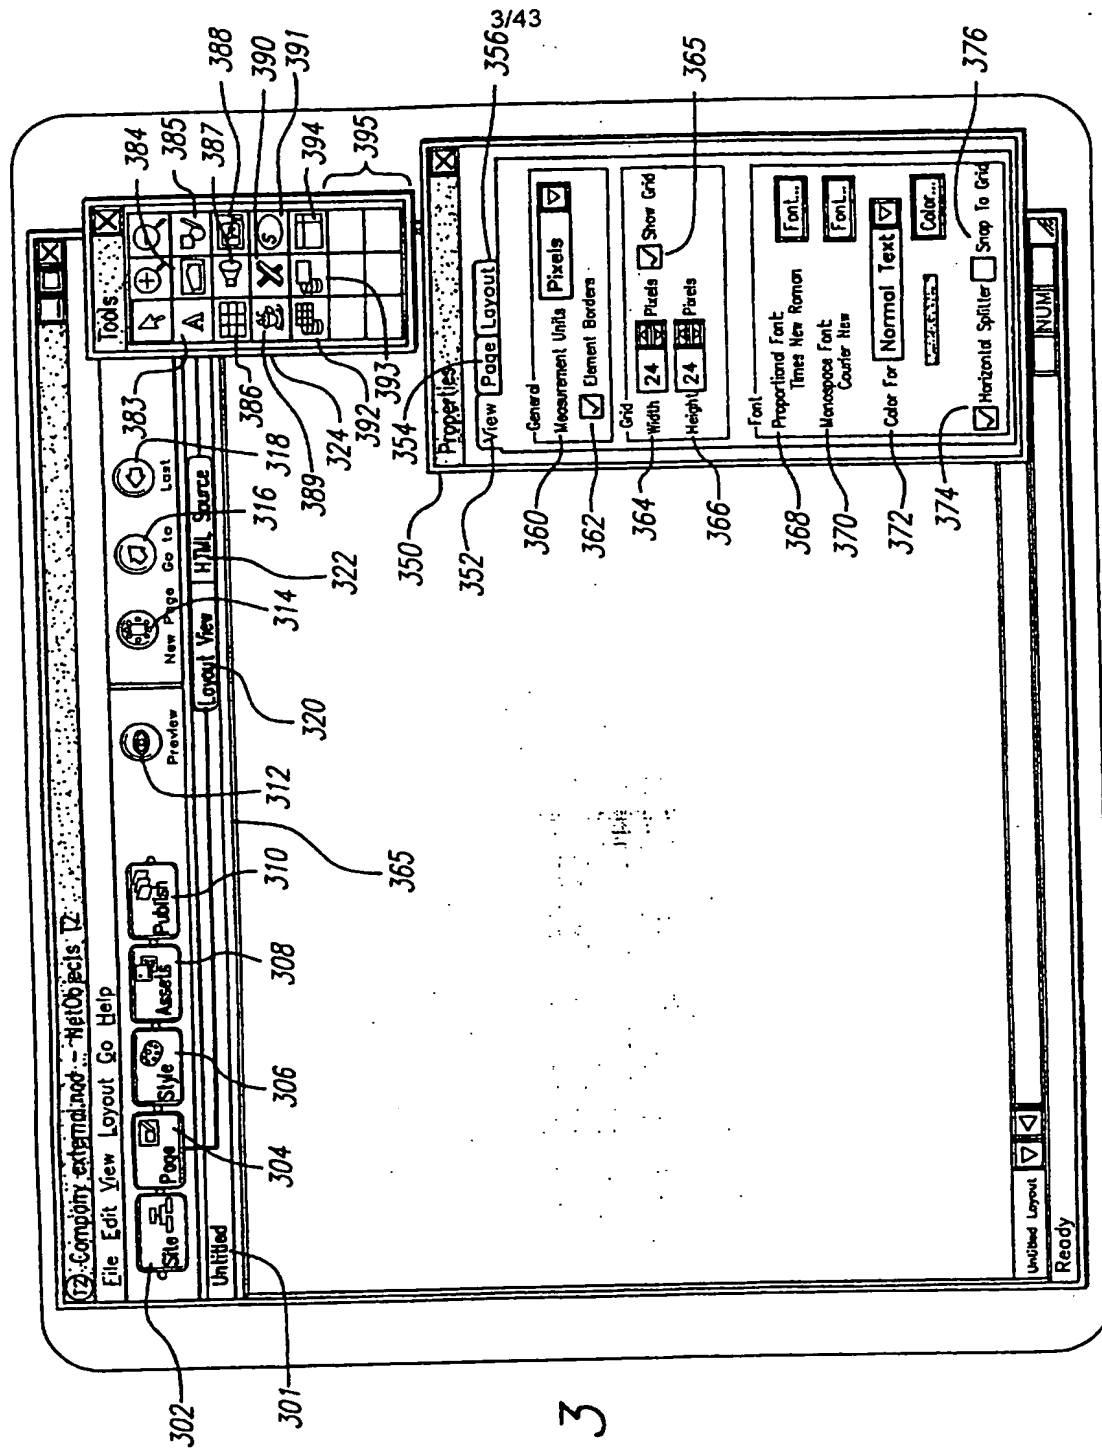 3/43
T2 Company external.nod - NetObjects T2
File Edit View Layout Go Help
Site Page Style Assets Publish
Preview New Page Go to Last
Untitled
Layout View HTML Source
Tools
A
S
Properties
View Page Layout
General
Measurement Units Pixels
Element Borders
Grid
Width 24 Pixels Show Grid
Height 24 Pixels
Font
Proportional Font:
Times New Roman
Font...
Monospace Font:
Courier New
Font...
Color For Normal Text
Color...
Horizontal Splitter Snap To Grid
Untitled Layout
Ready
NUM
302
301
304
306
308
310
365
312
320
314
322
316
318
383
386
389
324
392
393
384
385
387
388
390
391
394
395
350
352
354
356
360
362
364
365
366
368
370
372
374
376
3